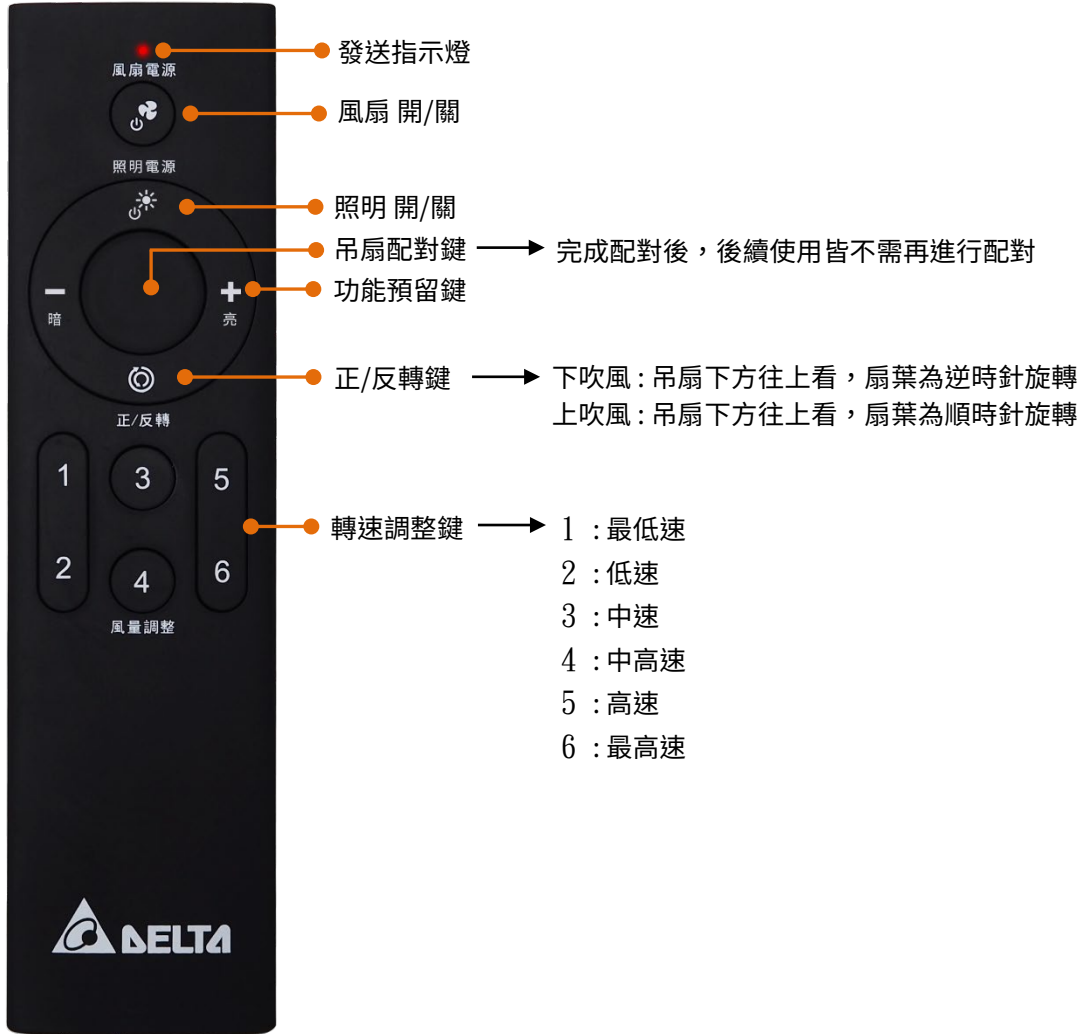 發送指示燈
風扇電源
風扇 開/關
照明電源
照明 開/關
吊扇配對鍵
完成配對後，後續使用皆不需再進行配對
－
暗
＋
亮
功能預留鍵
正/反轉鍵
下吹風 : 吊扇下方往上看，扇葉為逆時針旋轉
上吹風 : 吊扇下方往上看，扇葉為順時針旋轉
正/反轉
1
3
5
2
4
6
風量調整
轉速調整鍵
1 : 最低速
2 : 低速
3 : 中速
4 : 中高速
5 : 高速
6 : 最高速
DELTA